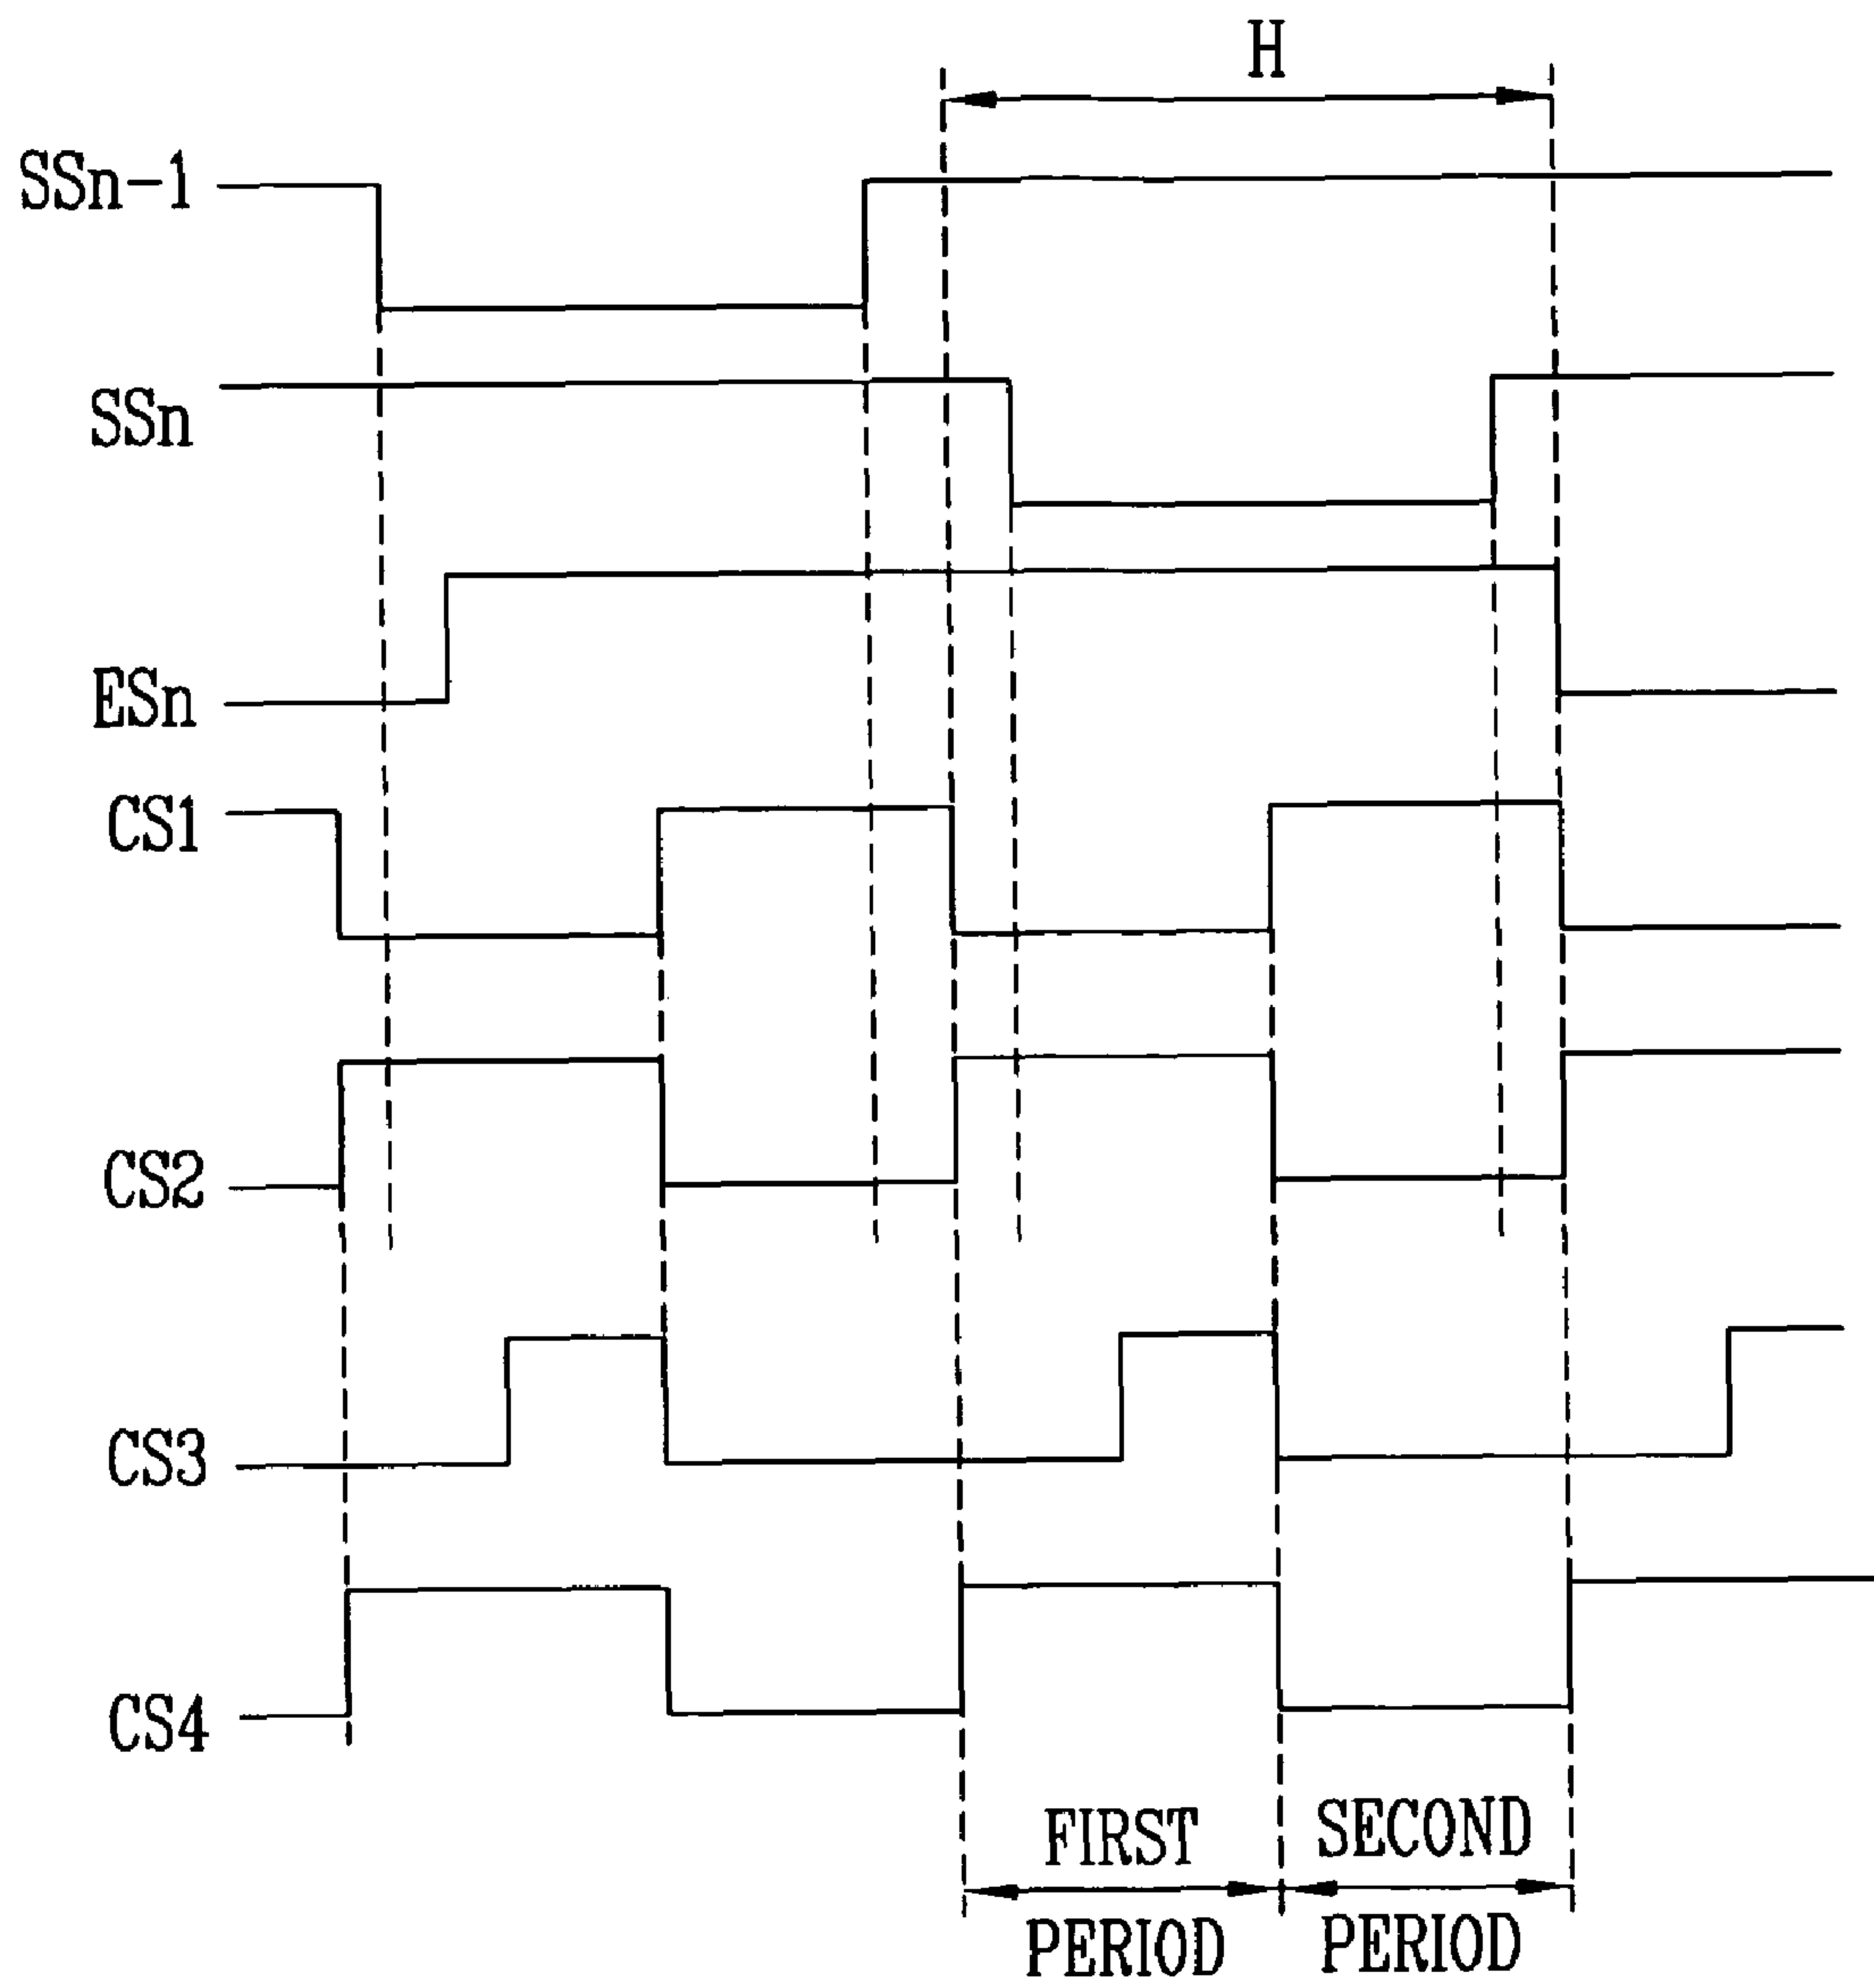 H
SSn-1
SSn
ESn
CS1
CS2
CS3
CS4
FIRST PERIOD
SECOND PERIOD